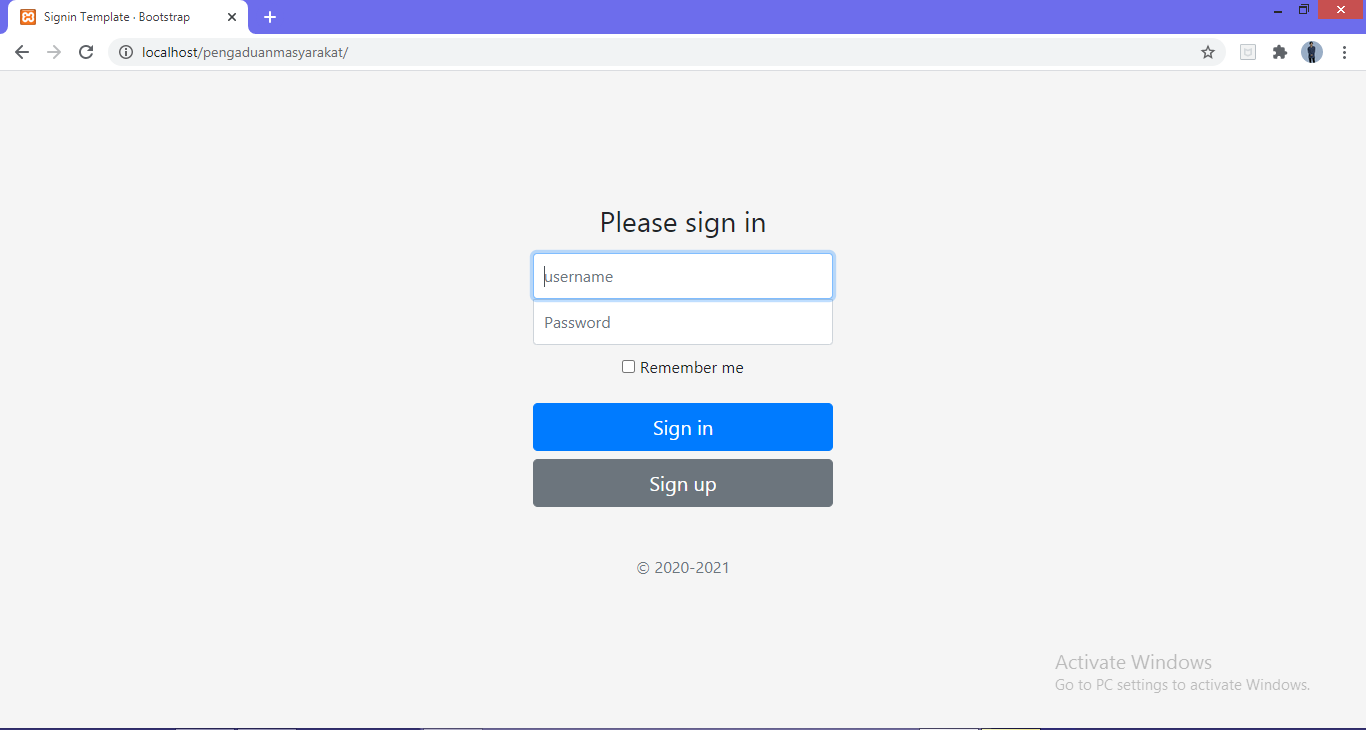 Signin Template · Bootstrap
localhost/pengaduanmasyarakat/
Please sign in
username
Password
Remember me
Sign in
Sign up
© 2020-2021
Activate Windows
Go to PC settings to activate Windows.